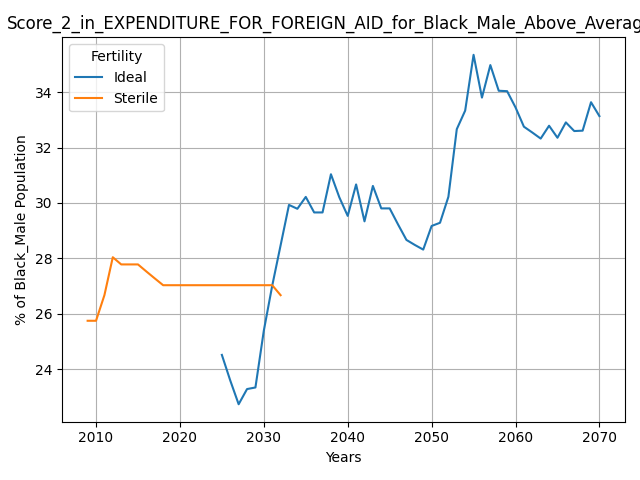 Score_2_in_EXPENDITURE_FOR_FOREIGN_AID_for_Black_Male_Above_Averag
Fertility
Ideal
Sterile
% of Black_Male Population
34
32
30
28
26
24
2010 2020 2030 2040 2050 2060 2070
Years